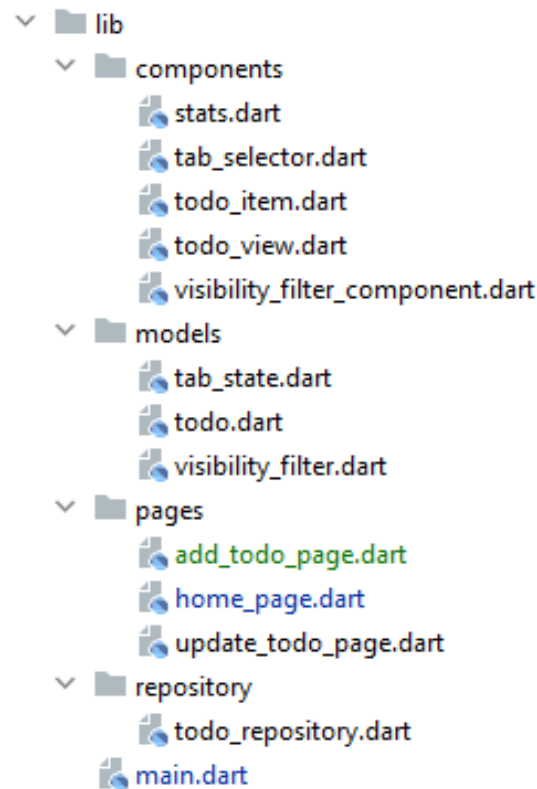 lib
components
stats.dart
tab_selector.dart
todo_item.dart
todo_view.dart
visibility_filter_component.dart
models
tab_state.dart
todo.dart
visibility_filter.dart
pages
add_todo_page.dart
home_page.dart
update_todo_page.dart
repository
todo_repository.dart
main.dart